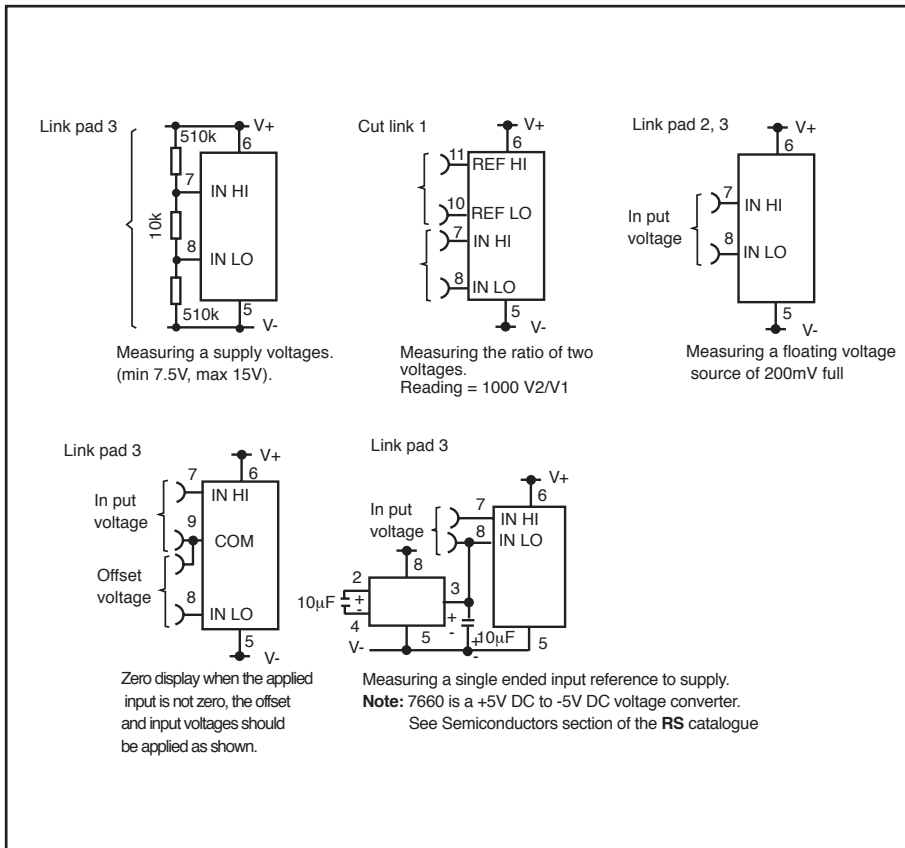 Link pad 3
V+
510k
6
7
IN HI
10k
8
IN LO
5
510k
V-
Measuring a supply voltages.
(min 7.5V, max 15V).
Cut link 1
V+
6
11
REF HI
10
REF LO
7
IN HI
8
IN LO
5
V-
Measuring the ratio of two
voltages.
Reading = 1000 V2/V1
Link pad 2, 3
V+
6
7
In put
voltage
IN HI
8
IN LO
5
V-
Measuring a floating voltage
source of 200mV full
Link pad 3
V+
6
7
IN HI
In put
voltage
9
COM
Offset
voltage
8
IN LO
5
V-
Zero display when the applied
input is not zero, the offset
and input voltages should
be applied as shown.
Link pad 3
V+
6
In put
voltage
7
IN HI
8
IN LO
8
2
3
10µF
+
-
4
5
+
-
10µF
+
-
5
V-
Measuring a single ended input reference to supply.
Note: 7660 is a +5V DC to -5V DC voltage converter.
See Semiconductors section of the RS catalogue